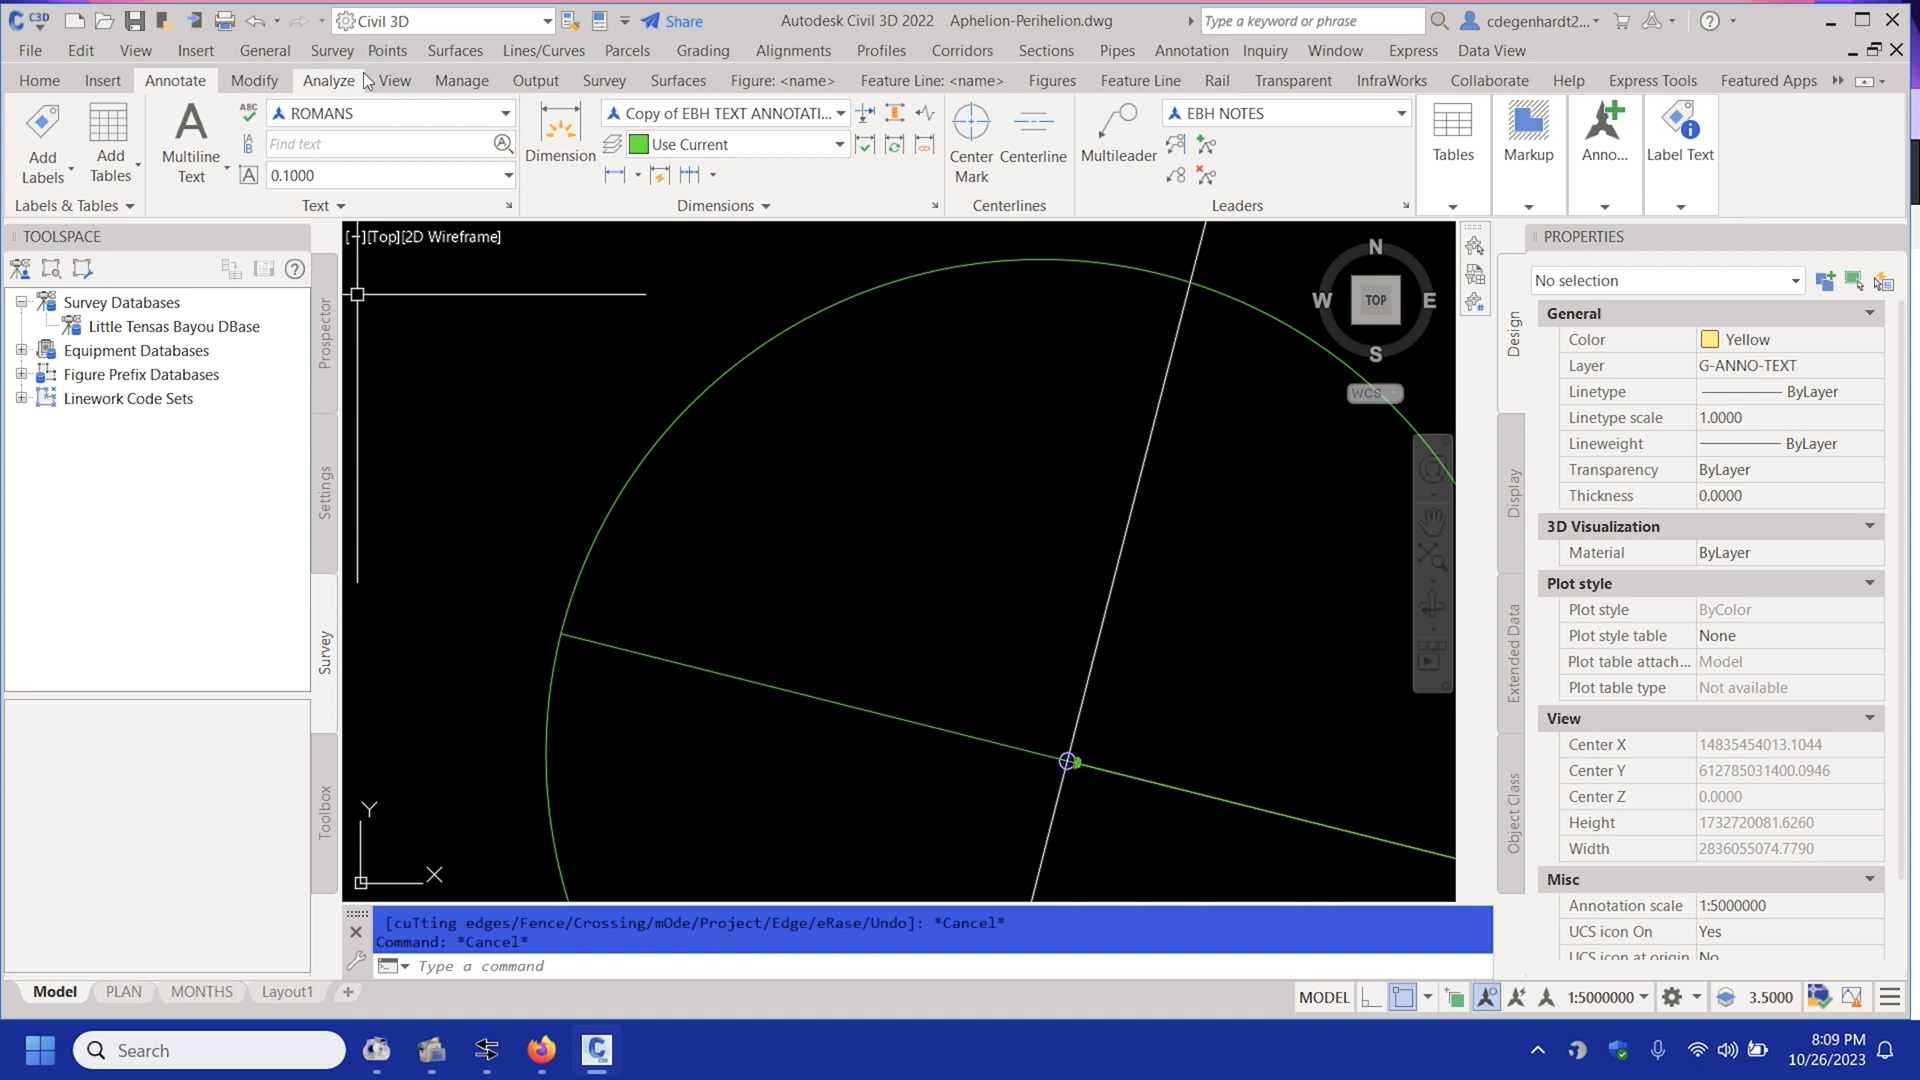 C3D Civil 3D Share Autodesk Civil 3D 2022 Aphelion-Perihelion.dwg Type a keyword or phrase cdegenhardt2...
File Edit View Insert General Survey Points Surfaces Lines/Curves Parcels Grading Alignments Profiles Corridors Sections Pipes Annotation Inquiry Window Express Data View
Home Insert Annotate Modify Analyze View Manage Output Survey Surfaces Figure: <name> Feature Line: <name> Figures Feature Line Rail Transparent InfraWorks Collaborate Help Express Tools Featured Apps
Add Labels
Add Tables
Labels & Tables
Multiline Text
ABC
ROMANS
Find text
0.1000
Text
Dimension
Copy of EBH TEXT ANNOTATI...
Use Current
Dimensions
Center Mark
Centerline
Centerlines
Multileader
EBH NOTES
Leaders
Tables
Markup
Anno...
Label Text
TOOLSPACE
Survey Databases
Little Tensas Bayou DBase
Equipment Databases
Figure Prefix Databases
Linework Code Sets
Prospector
Settings
Survey
Toolbox
[−][Top][2D Wireframe]
N
W TOP E
S
WCS
Y
X
PROPERTIES
No selection
Design
Display
Extended Data
Object Class
General
Color Yellow
Layer G-ANNO-TEXT
Linetype ByLayer
Linetype scale 1.0000
Lineweight ByLayer
Transparency ByLayer
Thickness 0.0000
3D Visualization
Material ByLayer
Plot style
Plot style ByColor
Plot style table None
Plot table attach... Model
Plot table type Not available
View
Center X 14835454013.1044
Center Y 612785031400.0946
Center Z 0.0000
Height 1732720081.6260
Width 2836055074.7790
Misc
Annotation scale 1:5000000
UCS icon On Yes
UCS icon at origin No
[cuTting edges/Fence/Crossing/mOde/Project/Edge/eRase/Undo]: *Cancel*
Command: *Cancel*
Type a command
Model PLAN MONTHS Layout1 +
MODEL 1:5000000 3.5000
Search
8:09 PM
10/26/2023